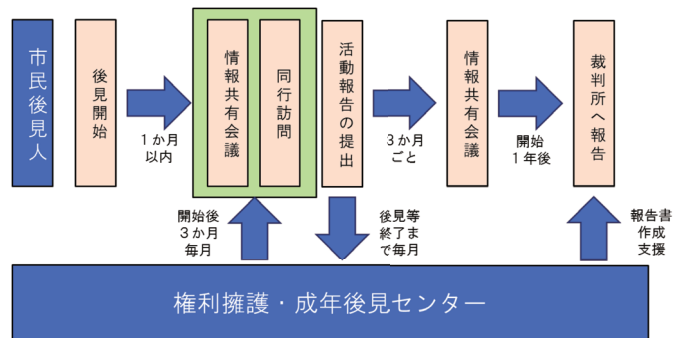 市民後見人
後見開始
1か月
以内
情報共有会議
同行訪問
活動報告の提出
3か月
ごと
情報共有会議
開始
1年後
裁判所へ報告
開始後
3か月
毎月
後見等
終了ま
で毎月
報告書
作成
支援
権利擁護・成年後見センター